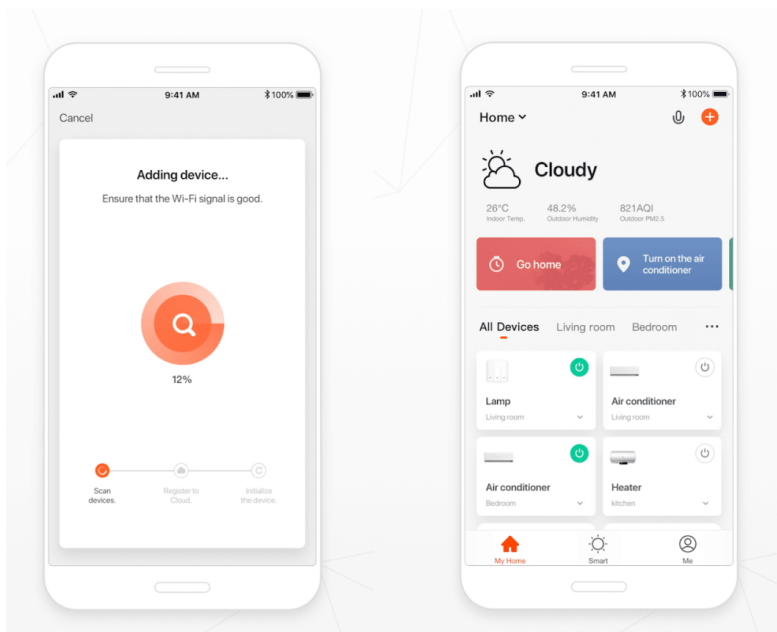 9:41 AM
100%
Cancel
Adding device...
Ensure that the Wi-Fi signal is good.
12%
Scan
devices.
Register to
Cloud.
Initialize
the device.
9:41 AM
100%
Home
Cloudy
26°C
Indoor Temp.
48.2%
Outdoor Humidity
821AQI
Outdoor PM2.5
Go home
Turn on the air
conditioner
All Devices
Living room
Bedroom
Lamp
Living room
Air conditioner
Living room
Air conditioner
Bedroom
Heater
kitchen
My Home
Smart
Me